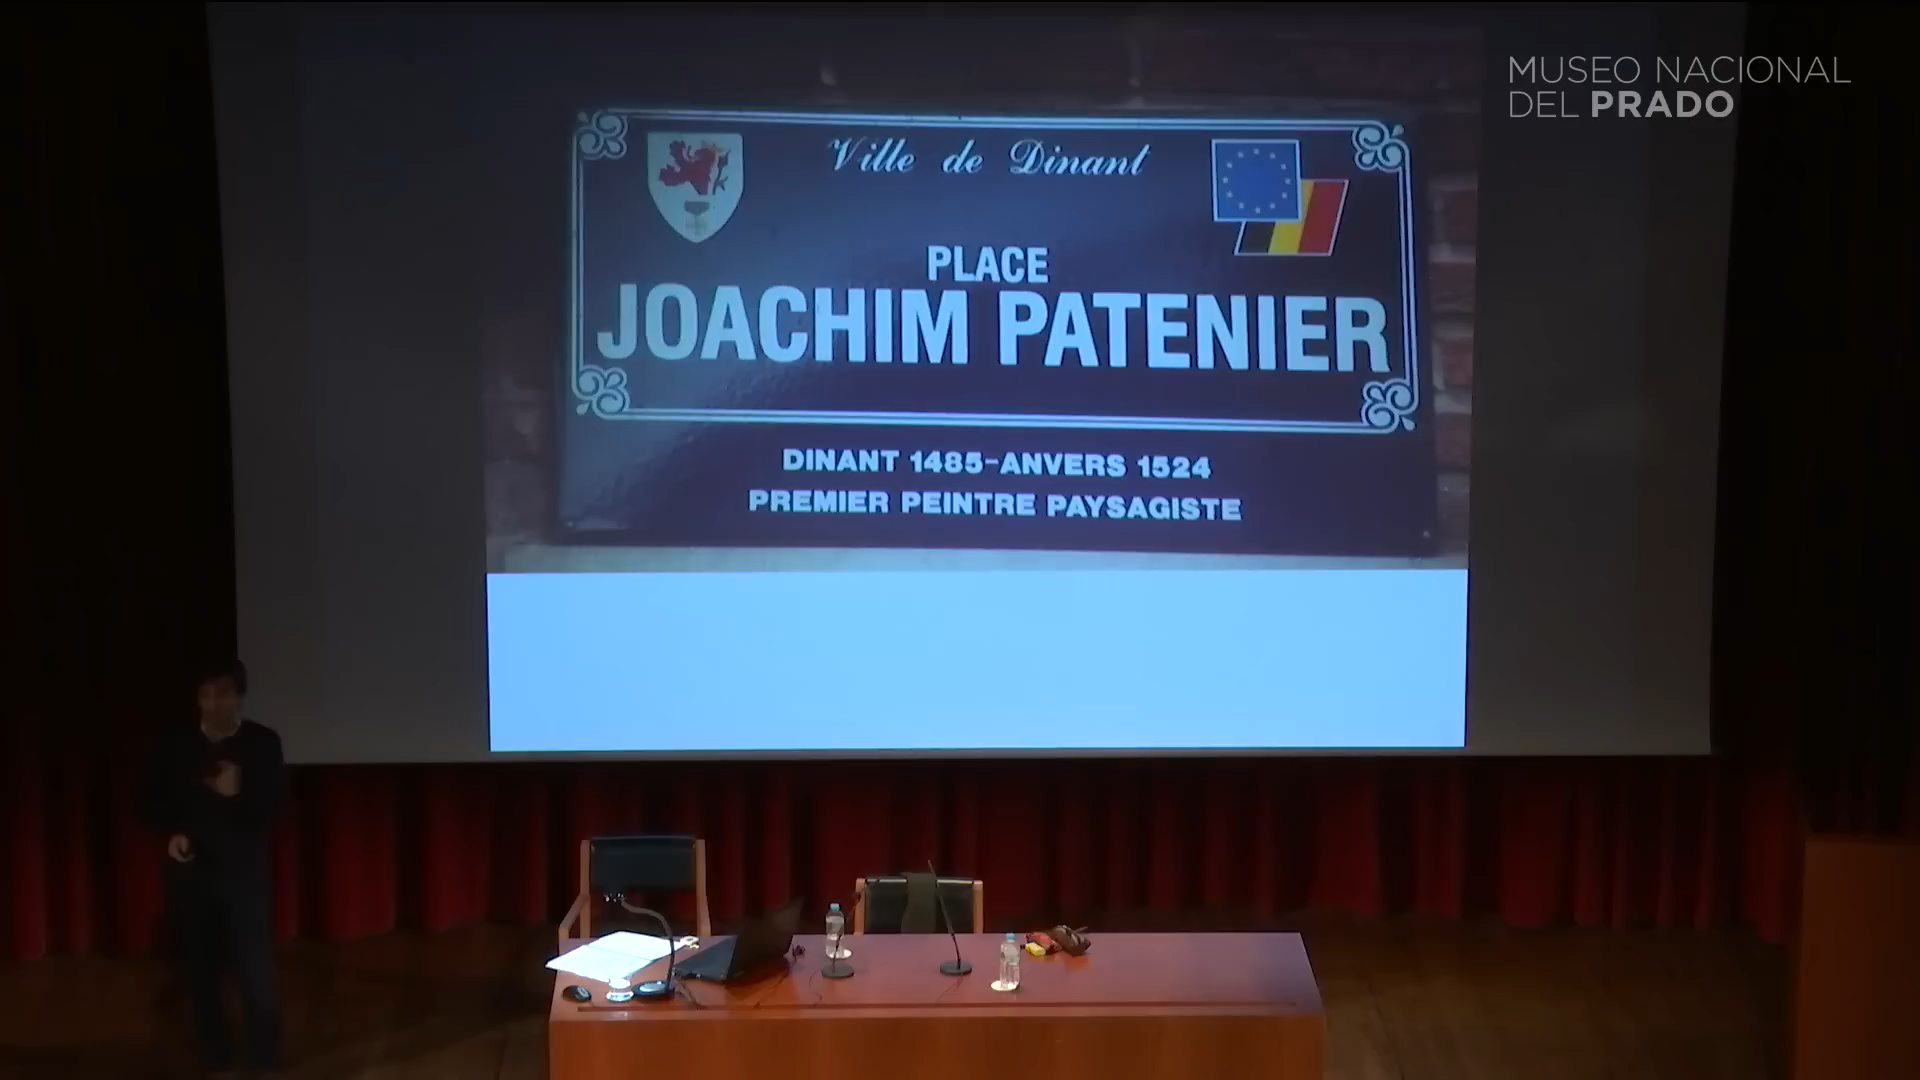 MUSEO NACIONAL
DEL PRADO
Ville de Dinant
PLACE
JOACHIM PATENIER
DINANT 1485-ANVERS 1524
PREMIER PEINTRE PAYSAGISTE